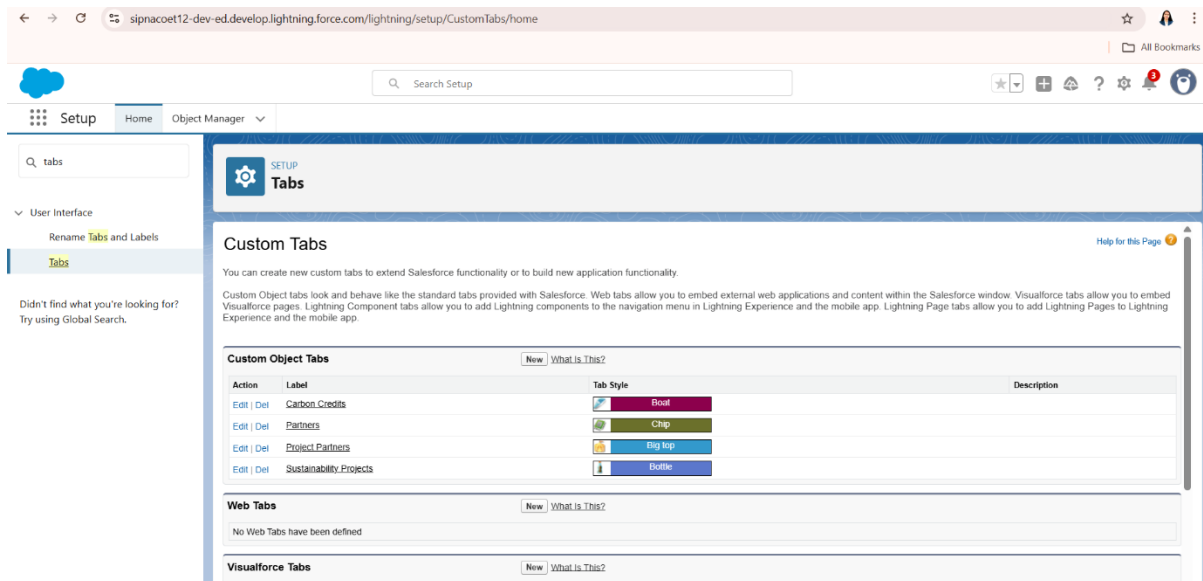 sipnacoet12-dev-ed.develop.lightning.force.com/lightning/setup/CustomTabs/home
All Bookmarks
Search Setup
3
Setup
Home
Object Manager
tabs
User Interface
Rename Tabs and Labels
Tabs
Didn't find what you're looking for?
Try using Global Search.
SETUP
Tabs
Custom Tabs
Help for this Page
You can create new custom tabs to extend Salesforce functionality or to build new application functionality.
Custom Object tabs look and behave like the standard tabs provided with Salesforce. Web tabs allow you to embed external web applications and content within the Salesforce window. Visualforce tabs allow you to embed
Visualforce pages. Lightning Component tabs allow you to add Lightning components to the navigation menu in Lightning Experience and the mobile app. Lightning Page tabs allow you to add Lightning Pages to Lightning
Experience and the mobile app.
Custom Object Tabs New What Is This?
Action Label Tab Style Description
Edit | Del Carbon Credits Boat
Edit | Del Partners Chip
Edit | Del Project Partners Big top
Edit | Del Sustainability Projects Bottle
Web Tabs New What Is This?
No Web Tabs have been defined
Visualforce Tabs New What Is This?